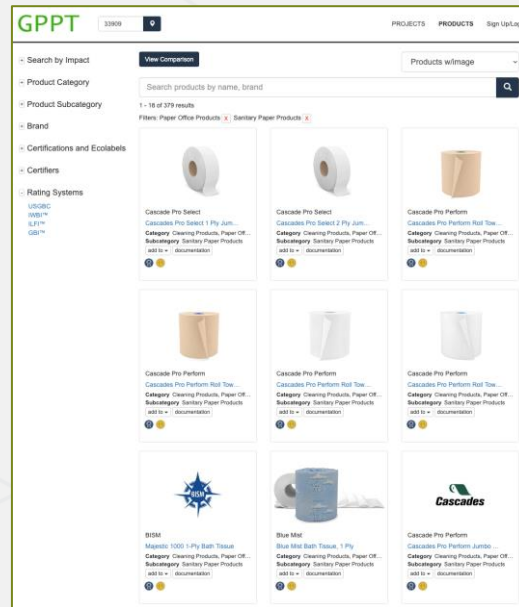 GPPT
33909
PROJECTS PRODUCTS Sign Up/Log
Search by Impact
Product Category
Product Subcategory
Brand
Certifications and Ecolabels
Certifiers
Rating Systems
USGBC
IWBI™
ILFI™
GBI™
View Comparison
Products w/image
Search products by name, brand
1 - 18 of 379 results
Filters: Paper Office Products x Sanitary Paper Products x
Cascade Pro Select
Cascades Pro Select 1 Ply Jum...
Category Cleaning Products, Paper Off...
Subcategory Sanitary Paper Products
add to documentation
Cascade Pro Select
Cascades Pro Select 2 Ply Jum...
Category Cleaning Products, Paper Off...
Subcategory Sanitary Paper Products
add to documentation
Cascade Pro Perform
Cascades Pro Perform Roll Tow...
Category Cleaning Products, Paper Off...
Subcategory Sanitary Paper Products
add to documentation
Cascade Pro Perform
Cascades Pro Perform Roll Tow...
Category Cleaning Products, Paper Off...
Subcategory Sanitary Paper Products
add to documentation
Cascade Pro Perform
Cascades Pro Perform Roll Tow...
Category Cleaning Products, Paper Off...
Subcategory Sanitary Paper Products
add to documentation
Cascade Pro Perform
Cascades Pro Perform Roll Tow...
Category Cleaning Products, Paper Off...
Subcategory Sanitary Paper Products
add to documentation
BISM
BISM
Majestic 1000 1-Ply Bath Tissue
Category Cleaning Products, Paper Off...
Subcategory Sanitary Paper Products
add to documentation
Blue Mist
Blue Mist Bath Tissue, 1 Ply
Category Cleaning Products, Paper Off...
Subcategory Sanitary Paper Products
add to documentation
Cascades
Cascade Pro Perform
Cascades Pro Perform Jumbo ...
Category Cleaning Products, Paper Off...
Subcategory Sanitary Paper Products
add to documentation